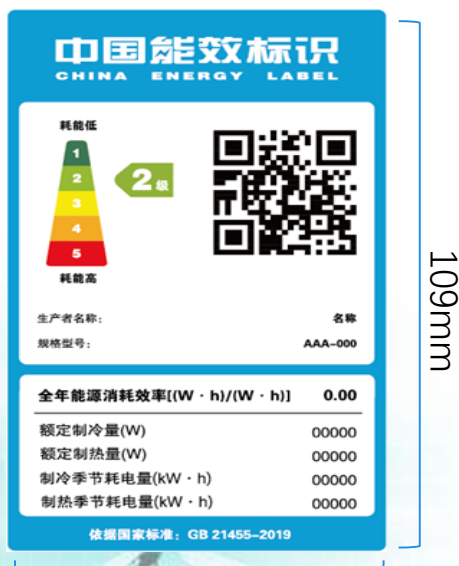 中国能效标识
CHINA ENERGY LABEL
耗能低
1
2
3
4
5
耗能高
2级
生产者名称: 名称
规格型号: AAA-000
全年能源消耗效率[(W·h)/(W·h)] 0.00
额定制冷量(W) 00000
额定制热量(W) 00000
制冷季节耗电量(kW·h) 00000
制热季节耗电量(kW·h) 00000
依据国家标准: GB 21455-2019
109mm